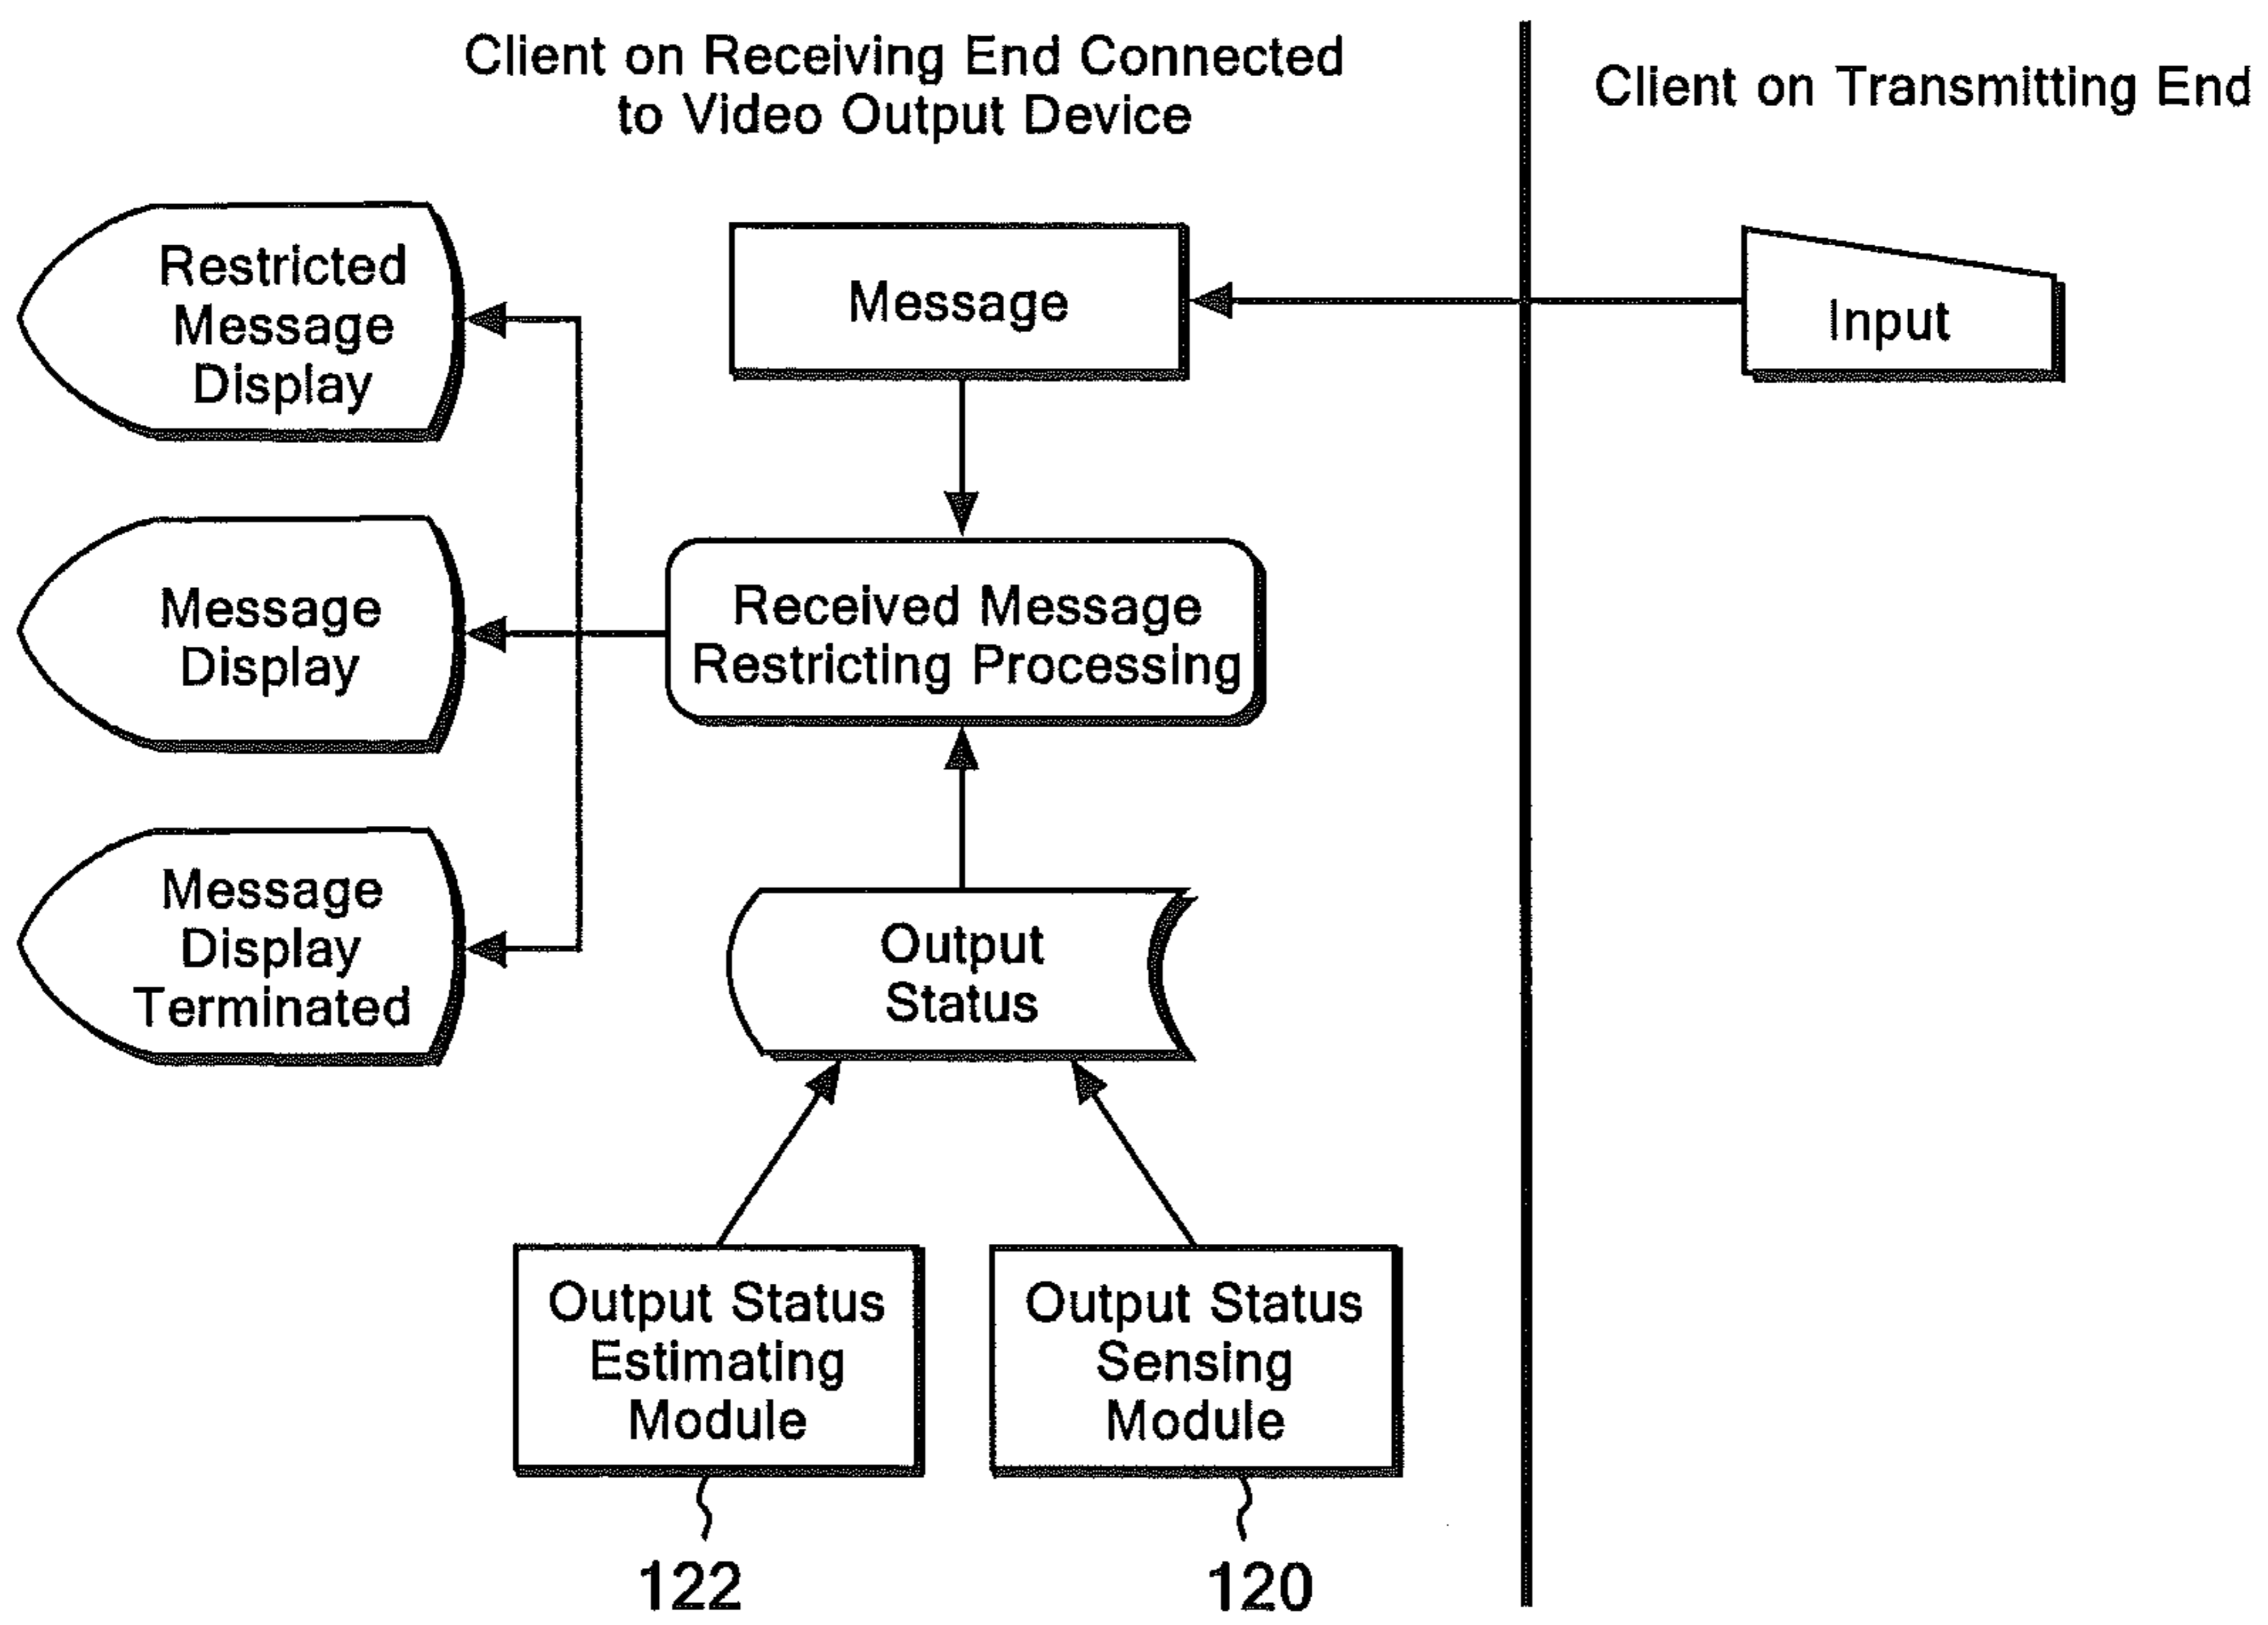 Client on Receiving End Connected
to Video Output Device
Client on Transmitting End
Restricted
Message
Display
Message
Input
Message
Display
Received Message
Restricting Processing
Message
Display
Terminated
Output
Status
Output Status
Estimating
Module
Output Status
Sensing
Module
122
120